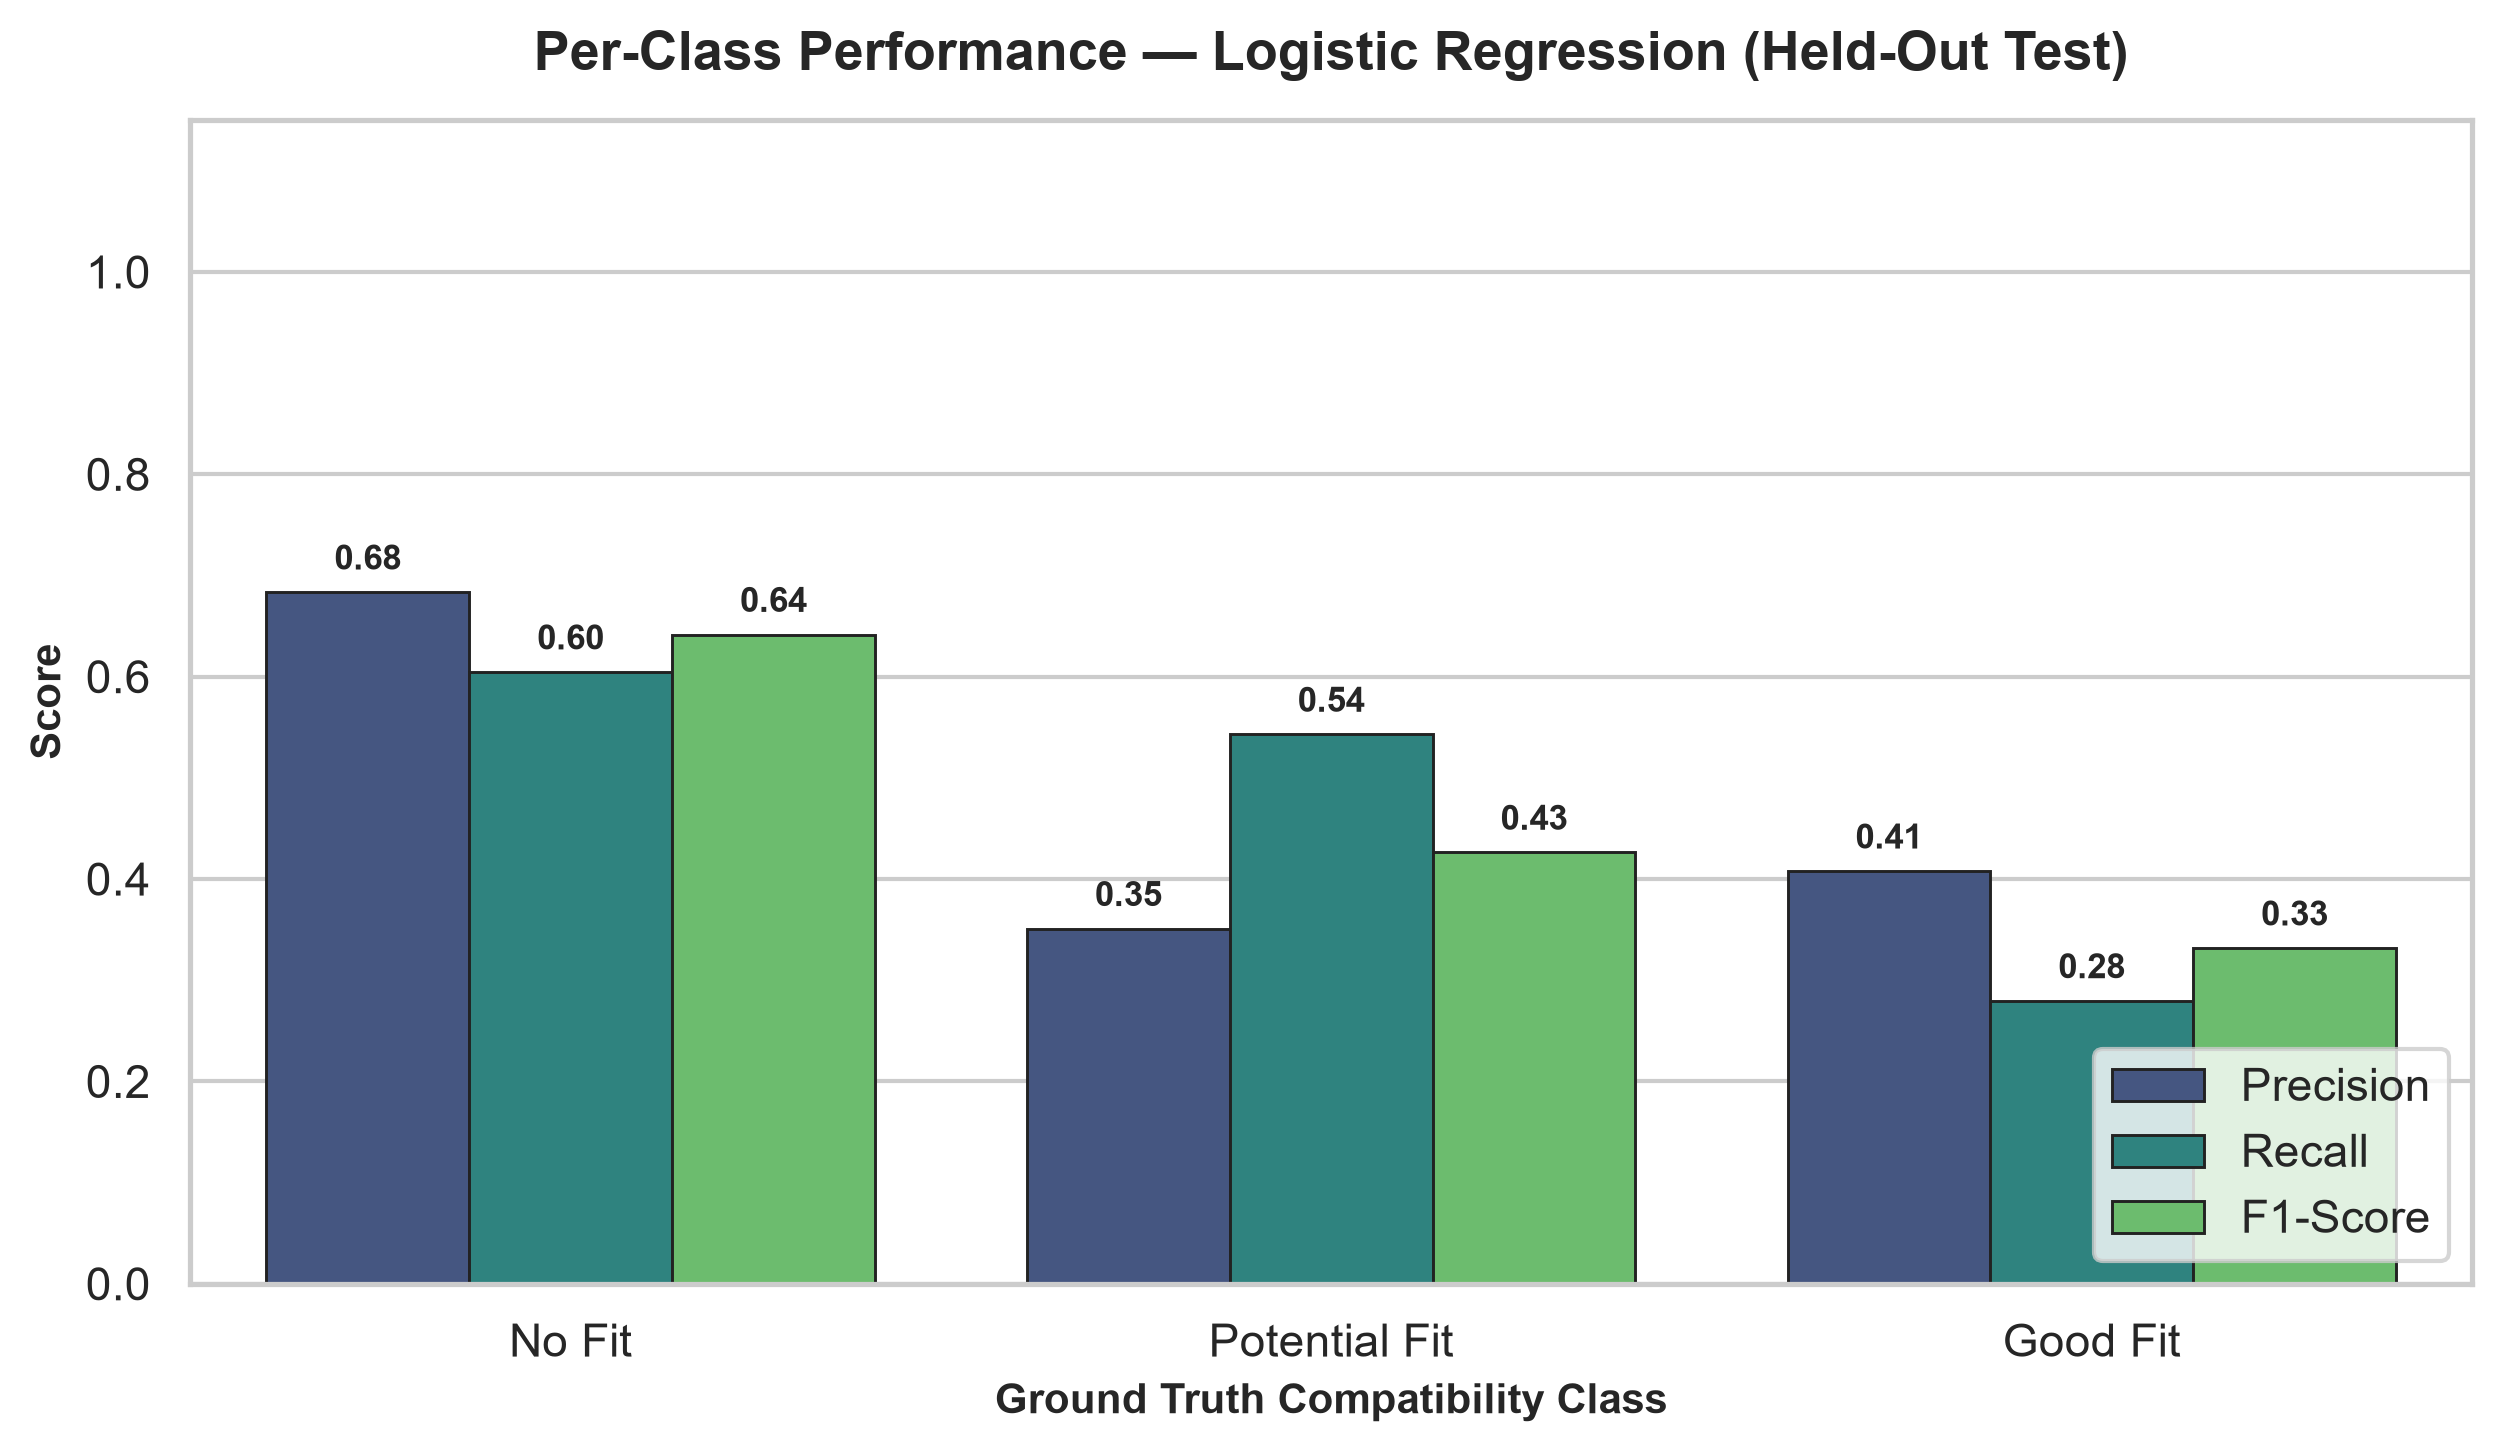 Per-Class Performance — Logistic Regression (Held-Out Test)
Score
1.0
0.8
0.6
0.4
0.2
0.0
0.68
0.60
0.64
0.35
0.54
0.43
0.41
0.28
0.33
Precision
Recall
F1-Score
No Fit
Potential Fit
Good Fit
Ground Truth Compatibility Class